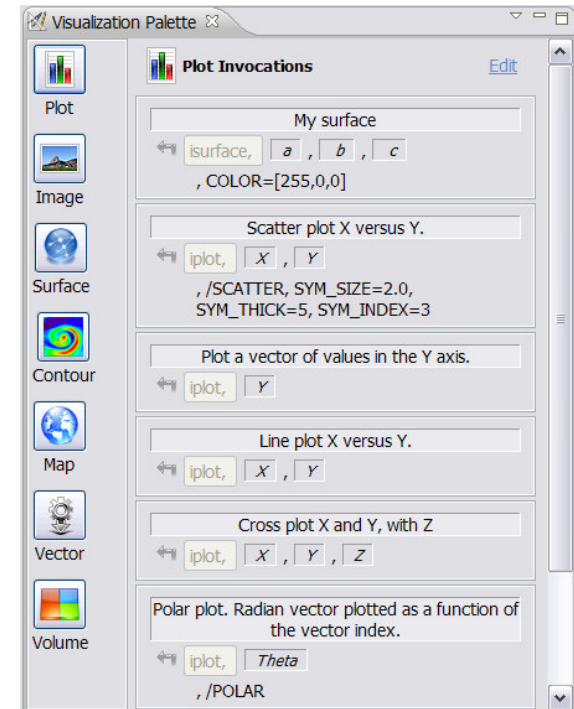 Visualization Palette
Plot
Image
Surface
Contour
Map
Vector
Volume
Plot Invocations Edit
My surface
isurface, a , b , c
, COLOR=[255,0,0]
Scatter plot X versus Y.
iplot, X , Y
, /SCATTER, SYM_SIZE=2.0,
SYM_THICK=5, SYM_INDEX=3
Plot a vector of values in the Y axis.
iplot, Y
Line plot X versus Y.
iplot, X , Y
Cross plot X and Y, with Z
iplot, X , Y , Z
Polar plot. Radian vector plotted as a function of
the vector index.
iplot, Theta
, /POLAR